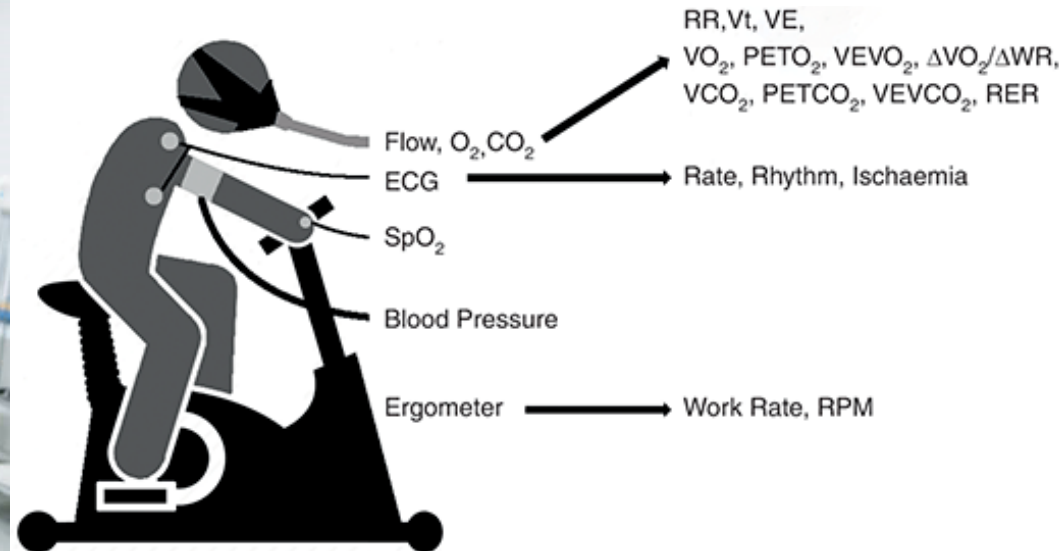 RR,Vt, VE,
VO₂, PETO₂, VEVO₂, ΔVO₂/ΔWR,
VCO₂, PETCO₂, VEVCO₂, RER
Flow, O₂,CO₂
ECG
Rate, Rhythm, Ischaemia
SpO₂
Blood Pressure
Ergometer
Work Rate, RPM